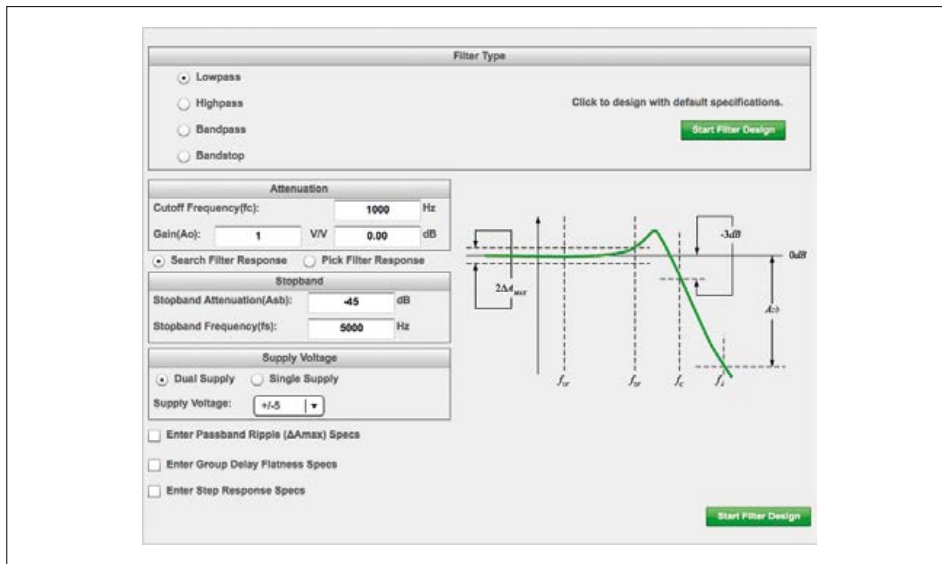 Filter Type
Lowpass
Highpass
Bandpass
Bandstop
Click to design with default specifications.
Start Filter Design
Attenuation
Cutoff Frequency(fc): 1000 Hz
Gain(Ao): 1 V/V 0.00 dB
Search Filter Response Pick Filter Response
Stopband
Stopband Attenuation(Asb): -45 dB
Stopband Frequency(fs): 5000 Hz
Supply Voltage
Dual Supply Single Supply
Supply Voltage: +/-5
Enter Passband Ripple (ΔAmax) Specs
Enter Group Delay Flatness Specs
Enter Step Response Specs
-3dB
0dB
2ΔAMAX
Asb
Start Filter Design